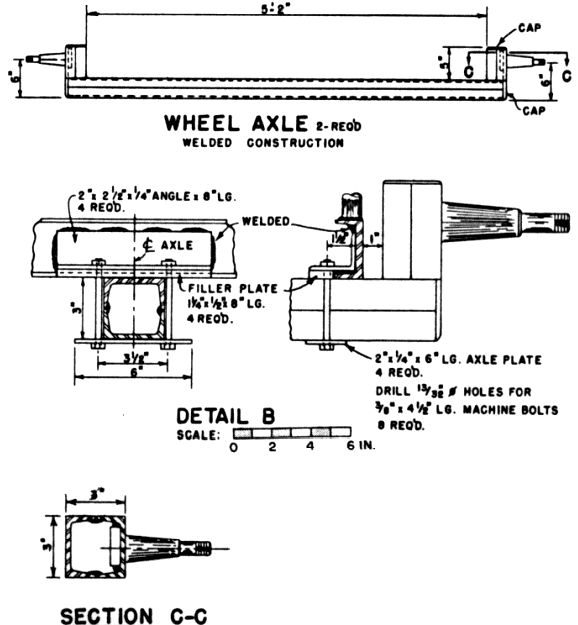 5'-2"
CAP
5"
C
C
6"
6"
CAP
WHEEL AXLE 2-REQ'D
WELDED CONSTRUCTION
2"x 2 1/2"x 1/4" ANGLE x 8" LG.
4 REQ'D.
WELDED
℄ AXLE
1 1/2"
1"
FILLER PLATE
1 1/4"x 1/2"x 8" LG.
4 REQ'D.
3"
3 1/2"
6"
2"x 1/4"x 6" LG. AXLE PLATE
4 REQ'D.
DRILL 13/32" ø HOLES FOR
3/8"x 4 1/2" LG. MACHINE BOLTS
8 REQ'D.
DETAIL B
SCALE:
0 2 4 6 IN.
3"
3"
SECTION C-C